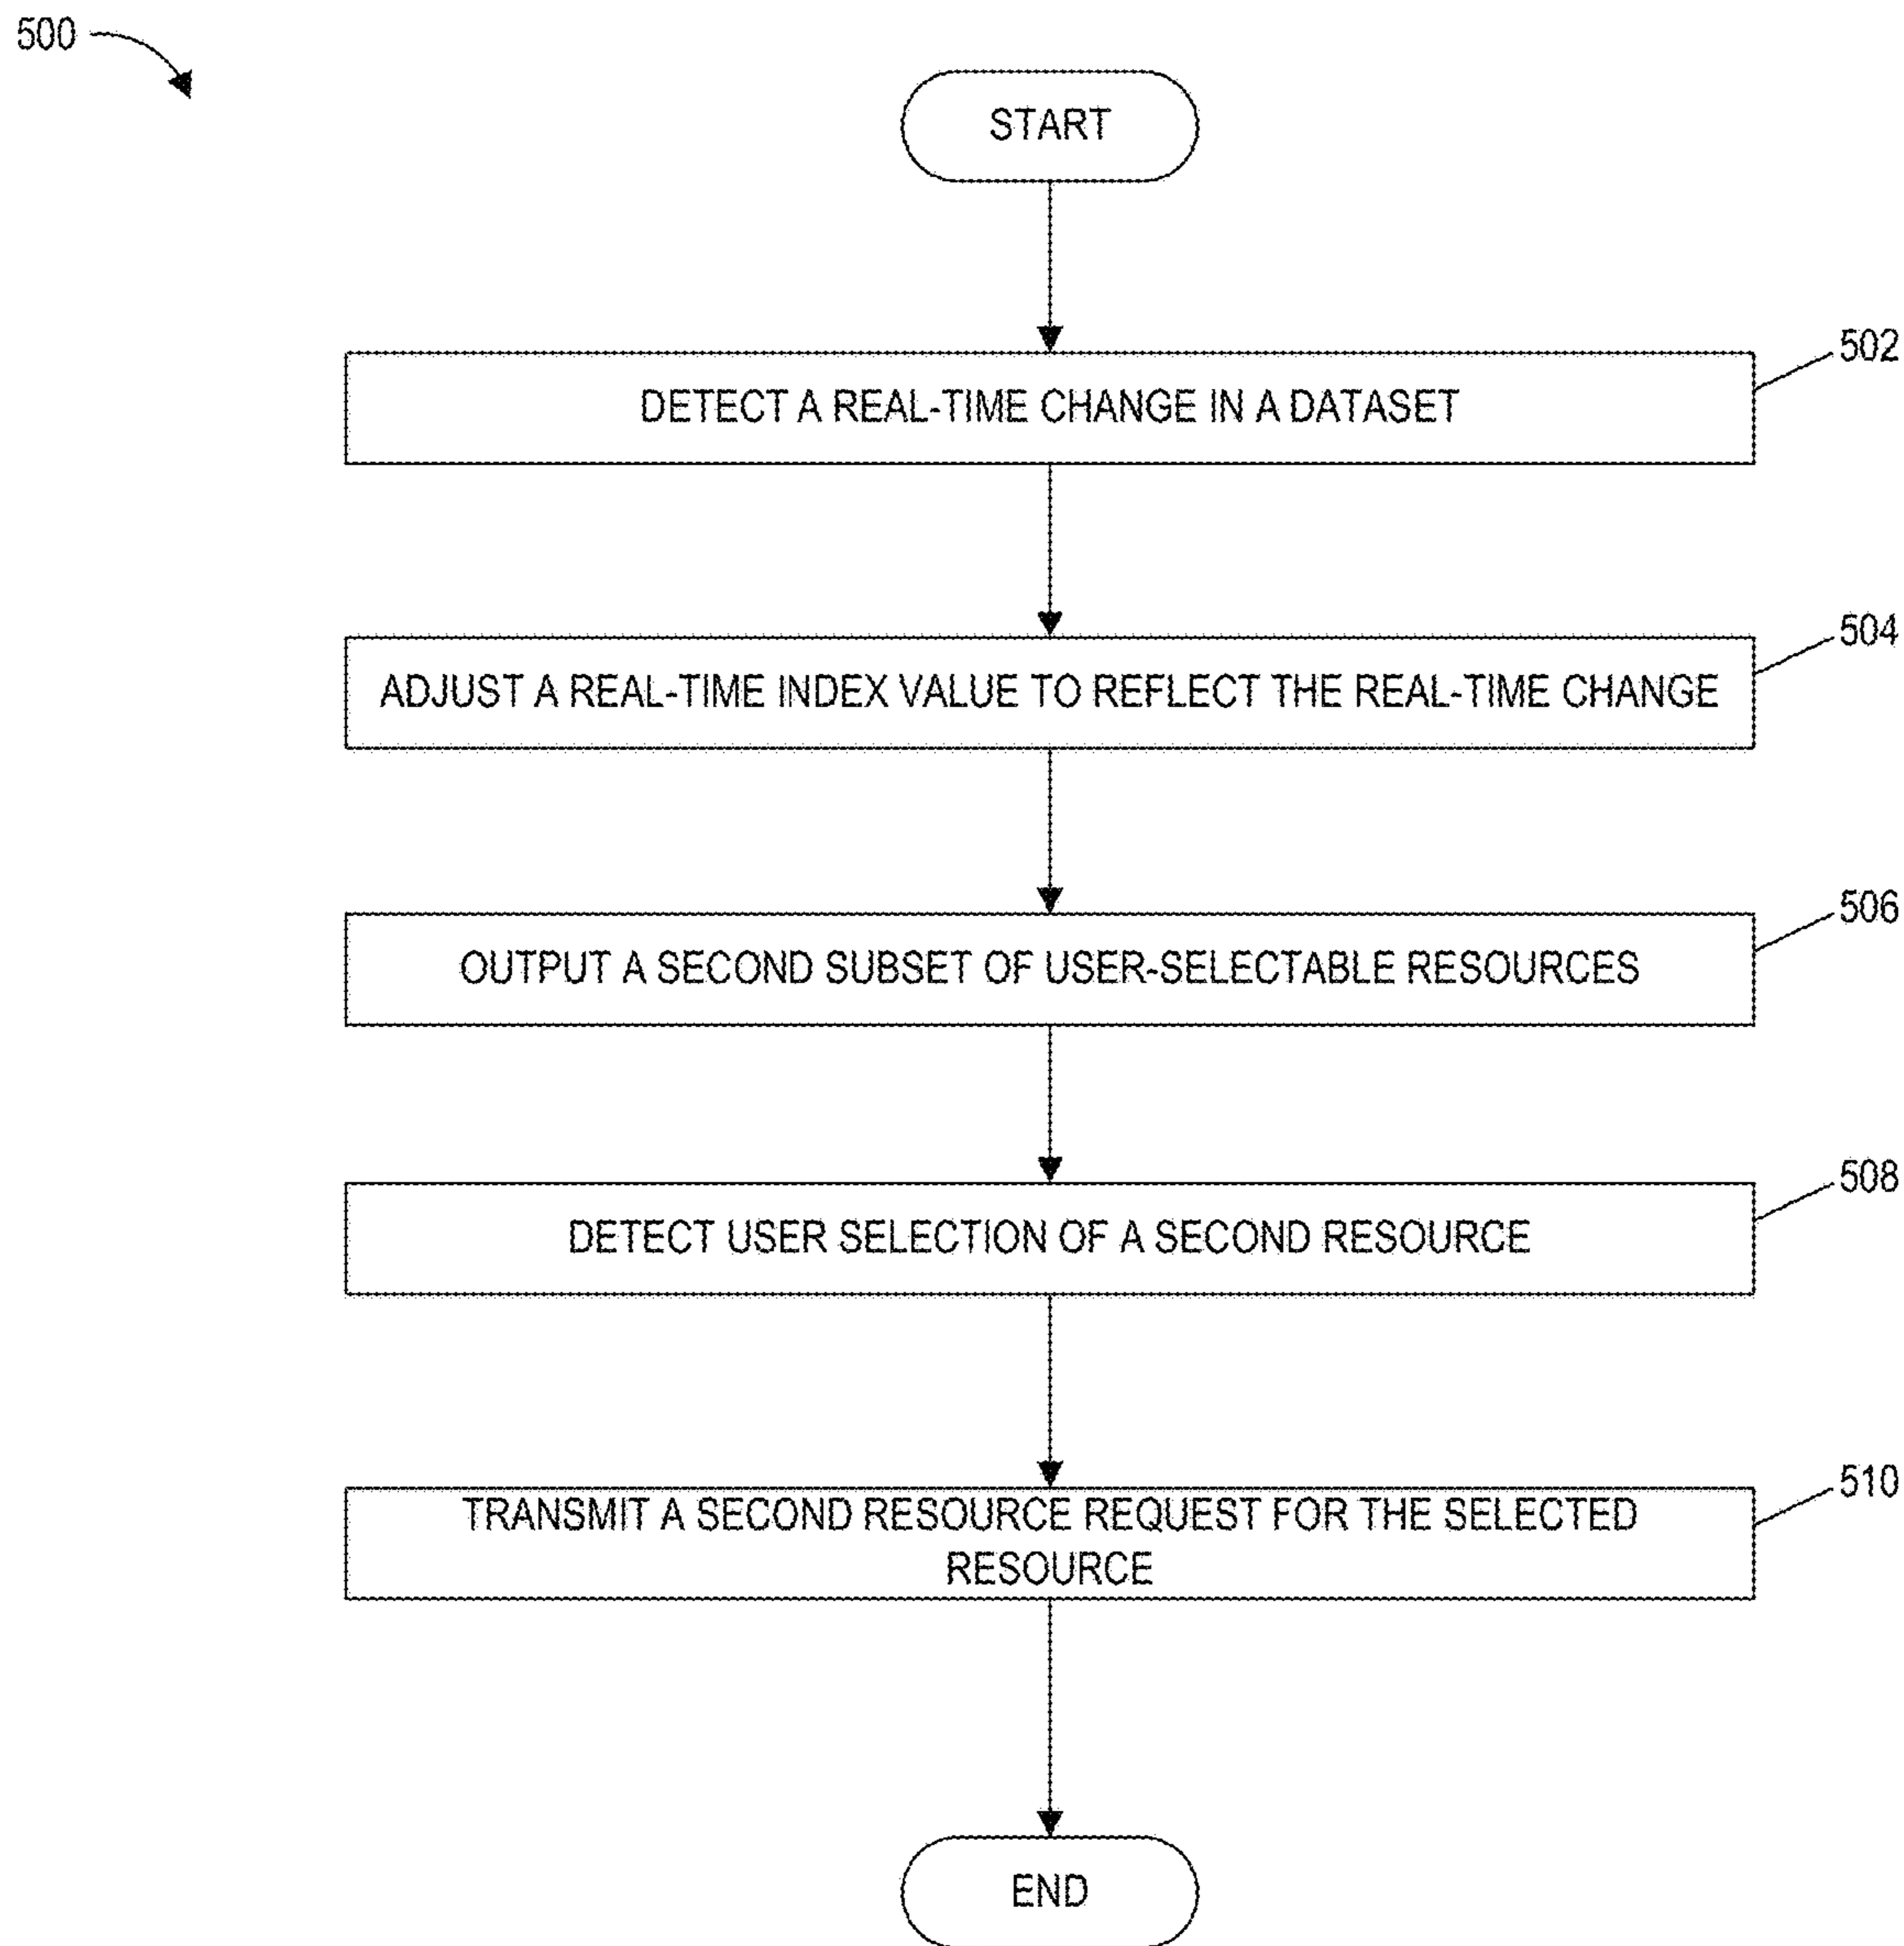 500
START
DETECT A REAL-TIME CHANGE IN A DATASET
502
ADJUST A REAL-TIME INDEX VALUE TO REFLECT THE REAL-TIME CHANGE
504
OUTPUT A SECOND SUBSET OF USER-SELECTABLE RESOURCES
506
DETECT USER SELECTION OF A SECOND RESOURCE
508
TRANSMIT A SECOND RESOURCE REQUEST FOR THE SELECTED
RESOURCE
510
END